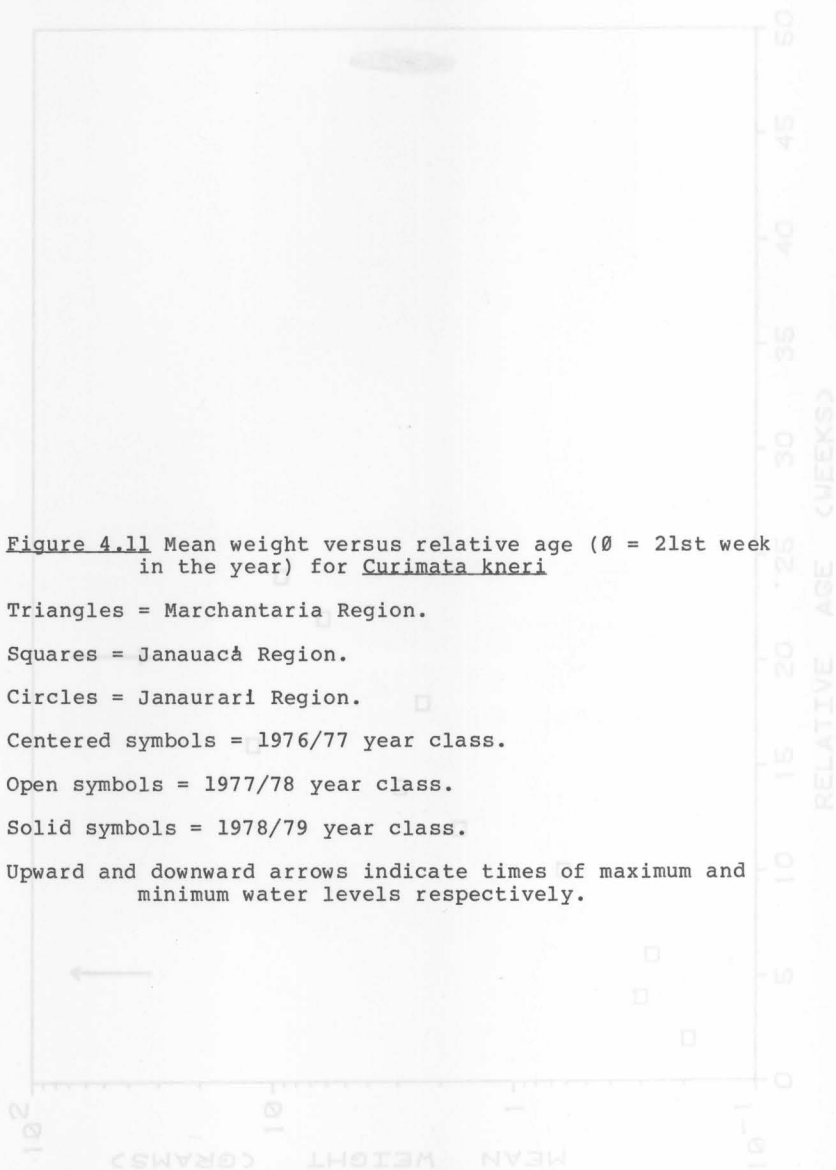 Figure 4.11 Mean weight versus relative age (Ø = 21st week
in the year) for Curimata kneri
Triangles = Marchantaria Region.
Squares = Janauacá Region.
Circles = Janaurarí Region.
Centered symbols = 1976/77 year class.
Open symbols = 1977/78 year class.
Solid symbols = 1978/79 year class.
Upward and downward arrows indicate times of maximum and
minimum water levels respectively.
50
45
40
35
30
25
20
15
10
5
0
RELATIVE AGE (WEEKS)
10²
10
1
10⁻¹
MEAN WEIGHT (GRAMS)